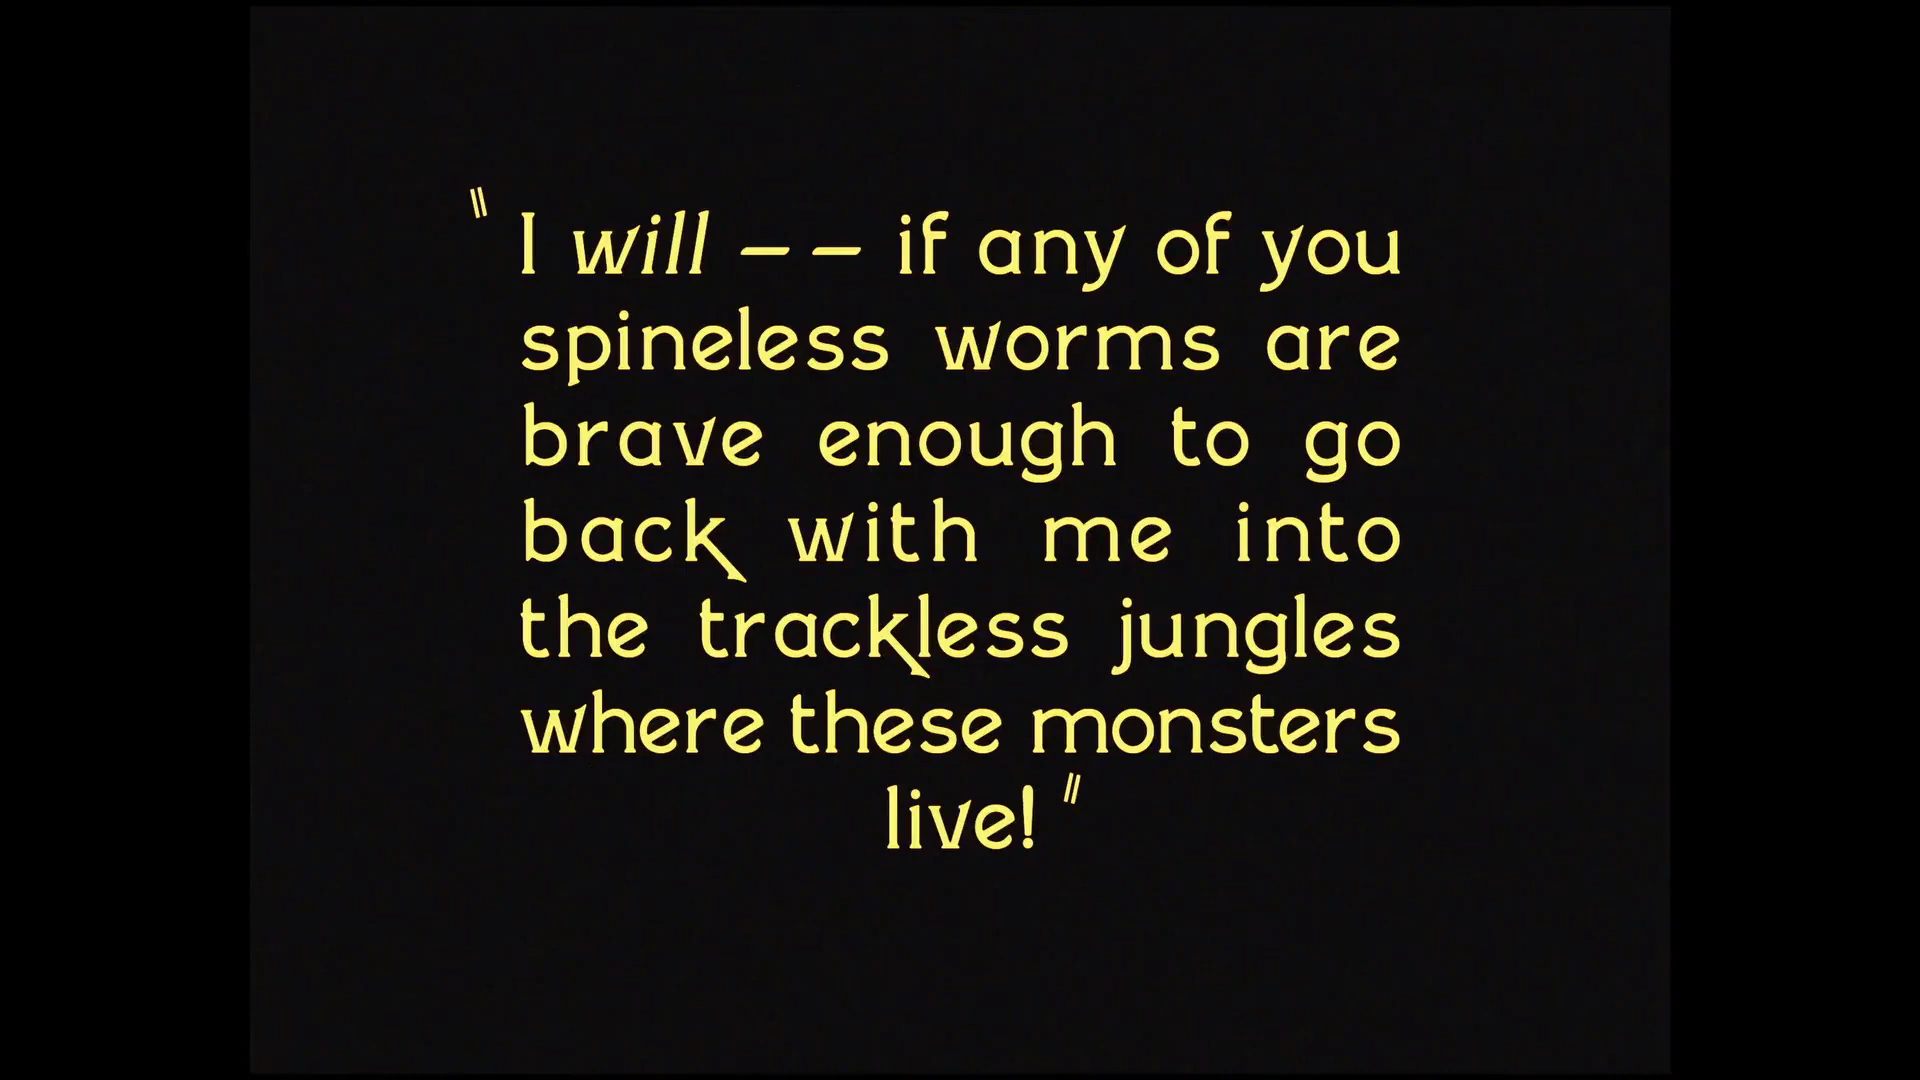 "I will -- if any of you
spineless worms are
brave enough to go
back with me into
the trackless jungles
where these monsters
live!"